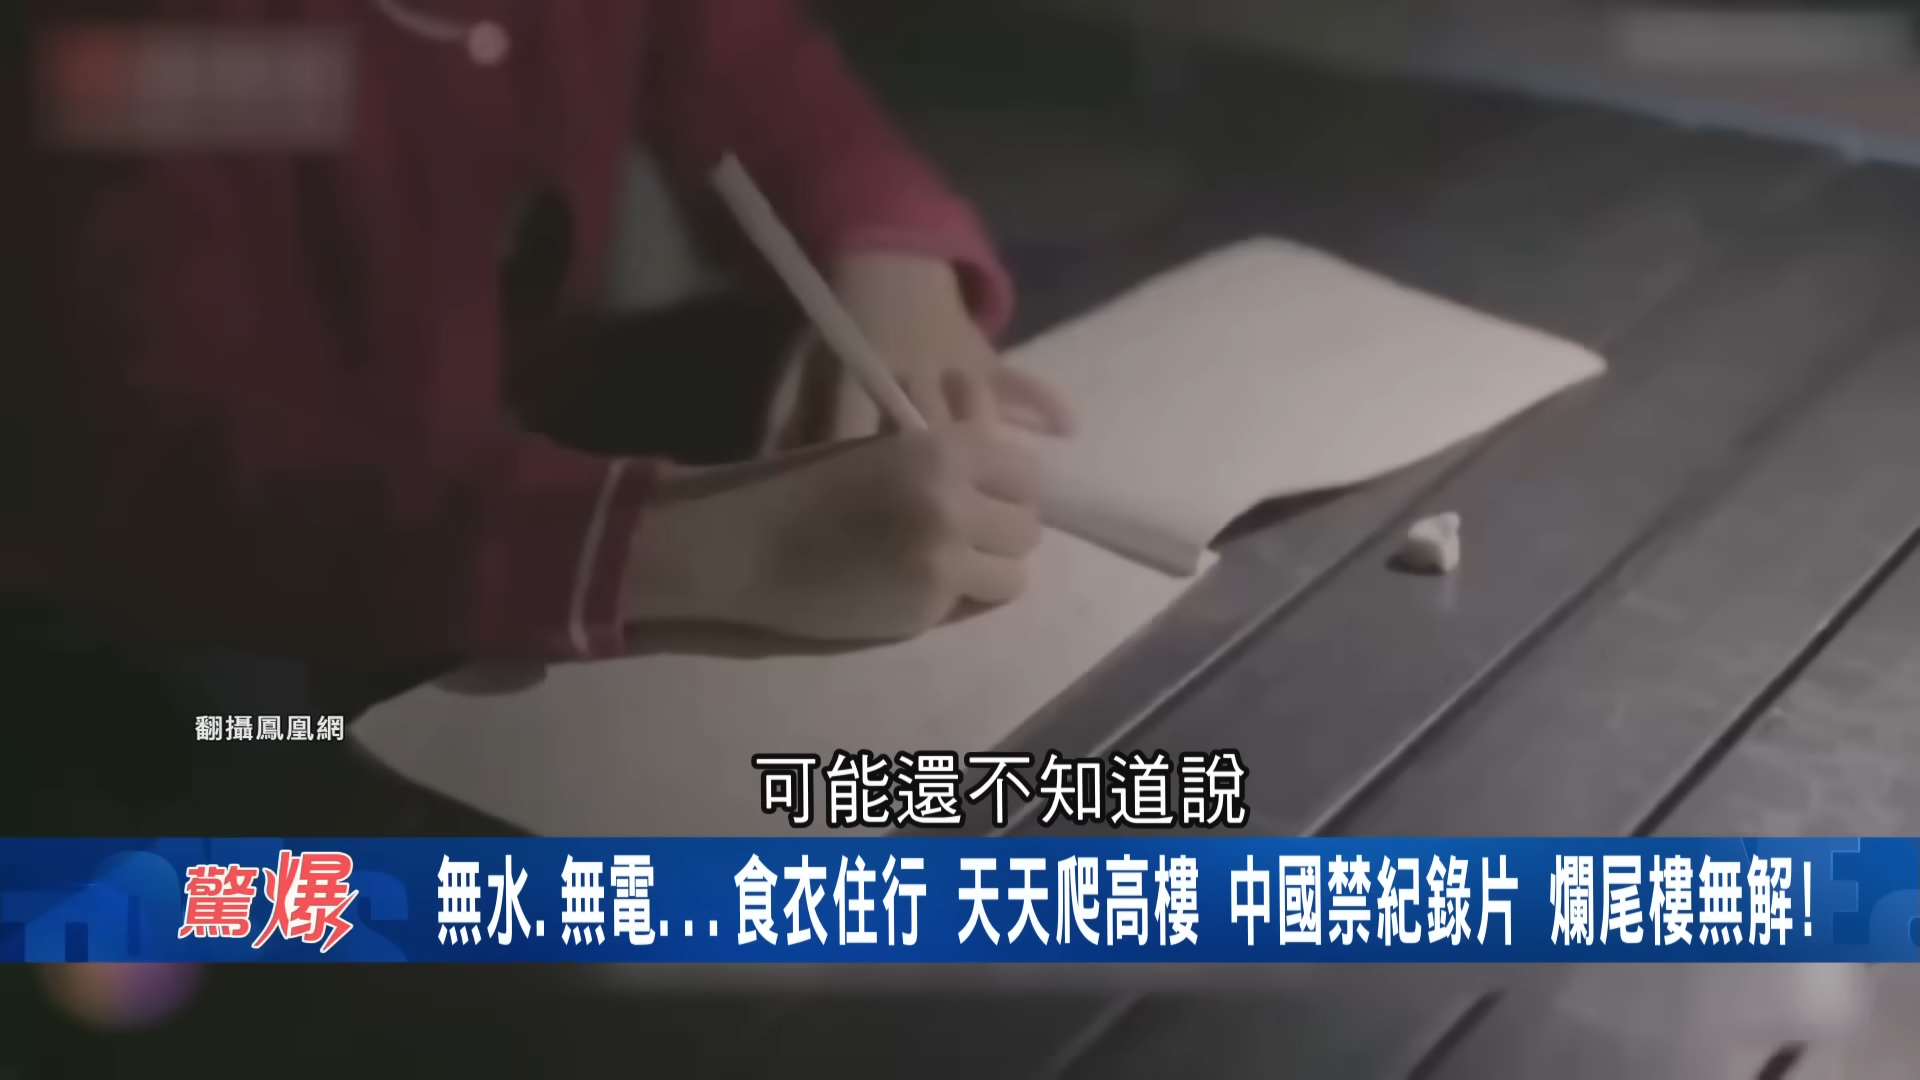 翻攝鳳凰網
可能還不知道說
驚爆
無水.無電...食衣住行 天天爬高樓 中國禁紀錄片 爛尾樓無解!